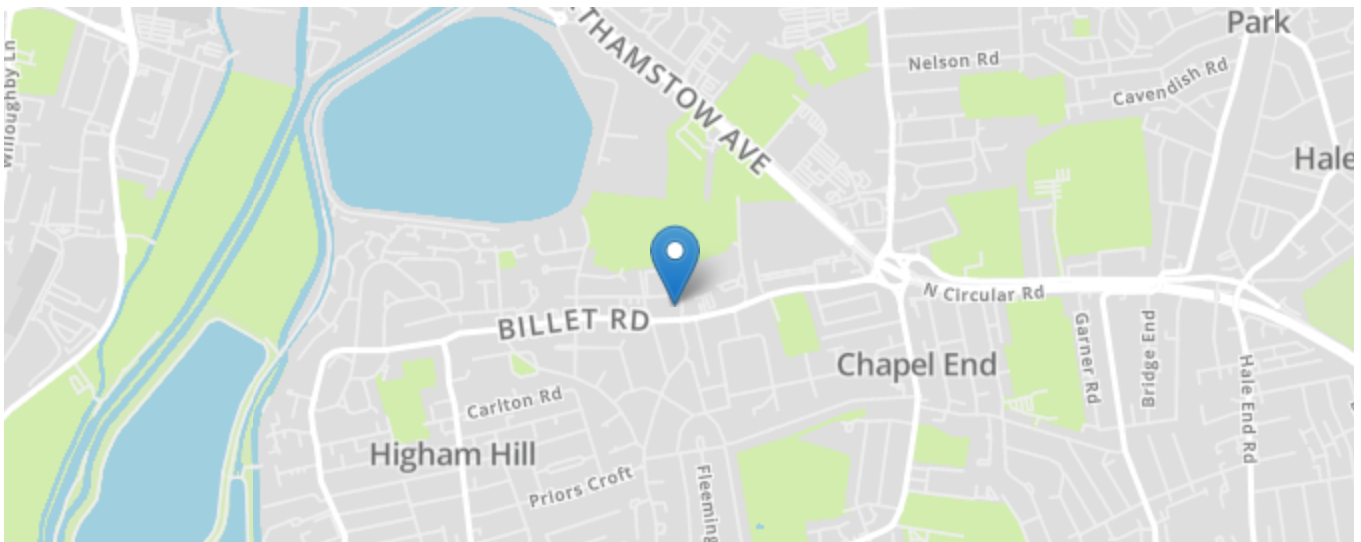 Park
Willoughby Ln
THAMSTOW AVE
Nelson Rd
Cavendish Rd
Hale
N Circular Rd
BILLET RD
Garner Rd
Bridge End
Chapel End
Hale End Rd
Carlton Rd
Higham Hill
Priors Croft
Fleeming